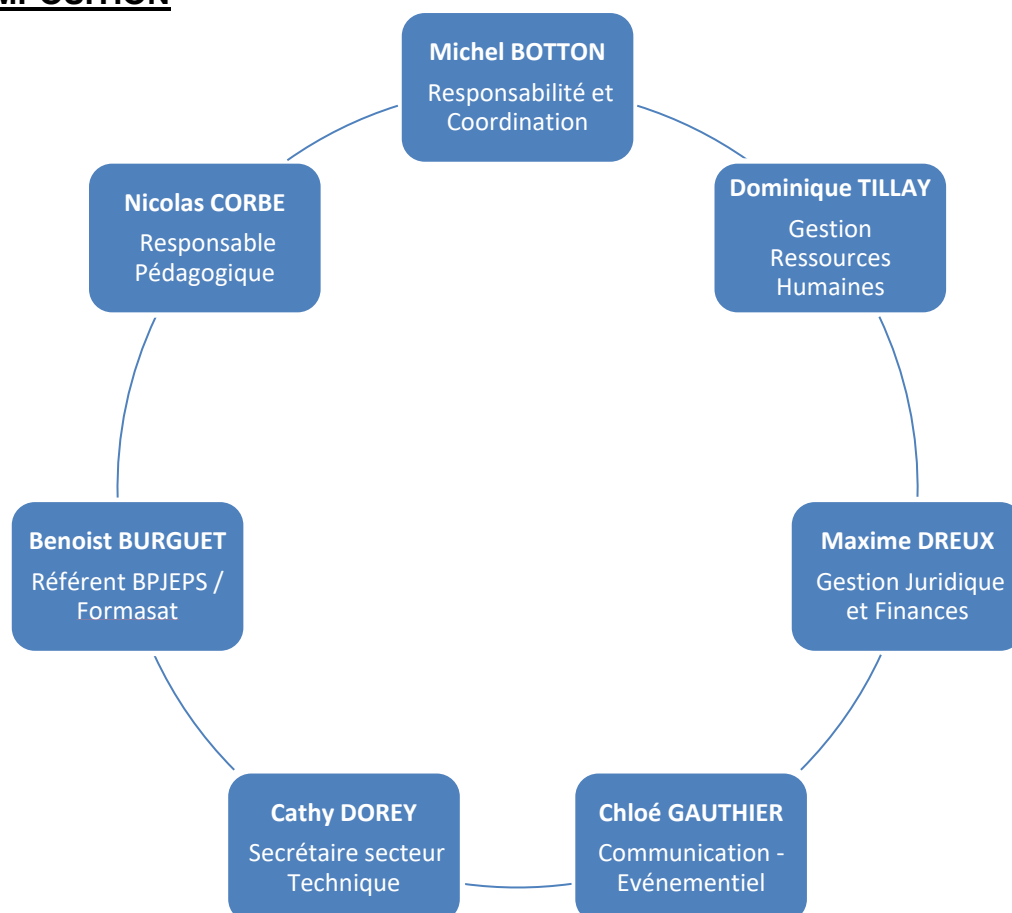 MPOSITION
Michel BOTTON
Responsabilité et
Coordination
Nicolas CORBE
Responsable
Pédagogique
Dominique TILLAY
Gestion
Ressources
Humaines
Benoist BURGUET
Référent BPJEPS /
Formasat
Maxime DREUX
Gestion Juridique
et Finances
Cathy DOREY
Secrétaire secteur
Technique
Chloé GAUTHIER
Communication -
Evénementiel